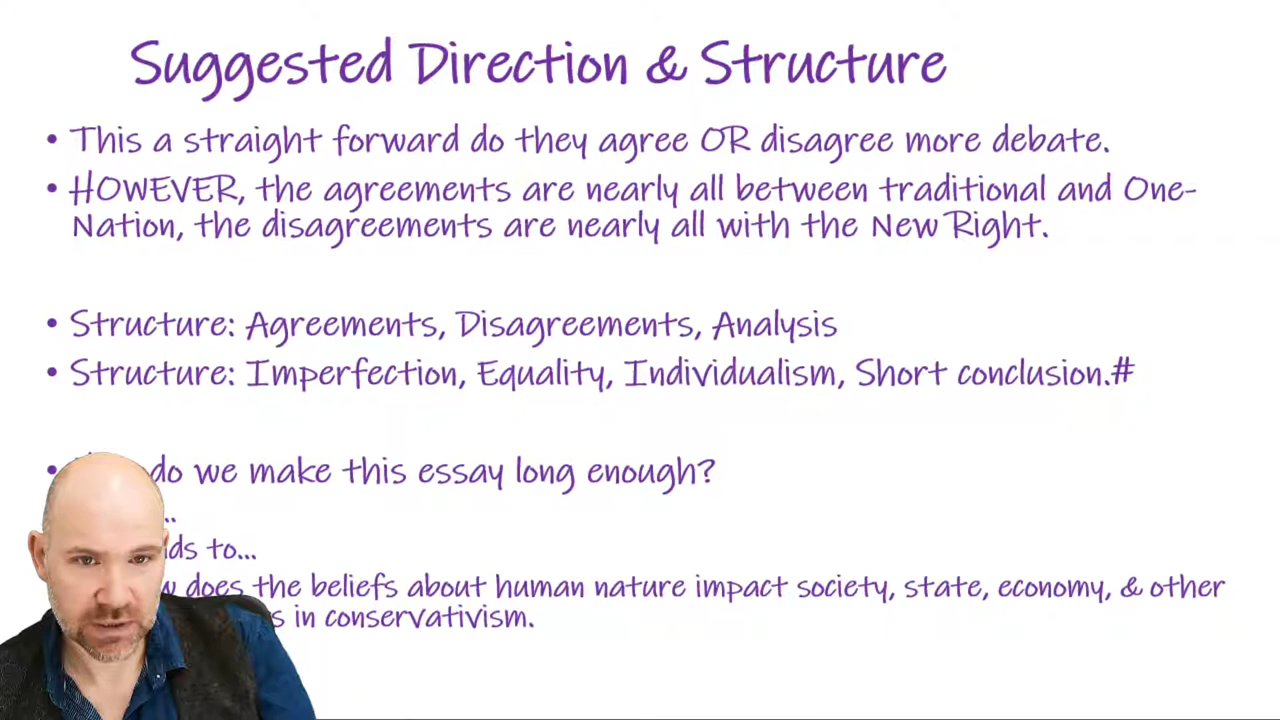 Suggested Direction & Structure
• This a straight forward do they agree OR disagree more debate.
• HOWEVER, the agreements are nearly all between traditional and One-
Nation, the disagreements are nearly all with the New Right.
• Structure: Agreements, Disagreements, Analysis
• Structure: Imperfection, Equality, Individualism, Short conclusion.#
• do we make this essay long enough?
..
to...
does the beliefs about human nature impact society, state, economy, & other
in conservativism.